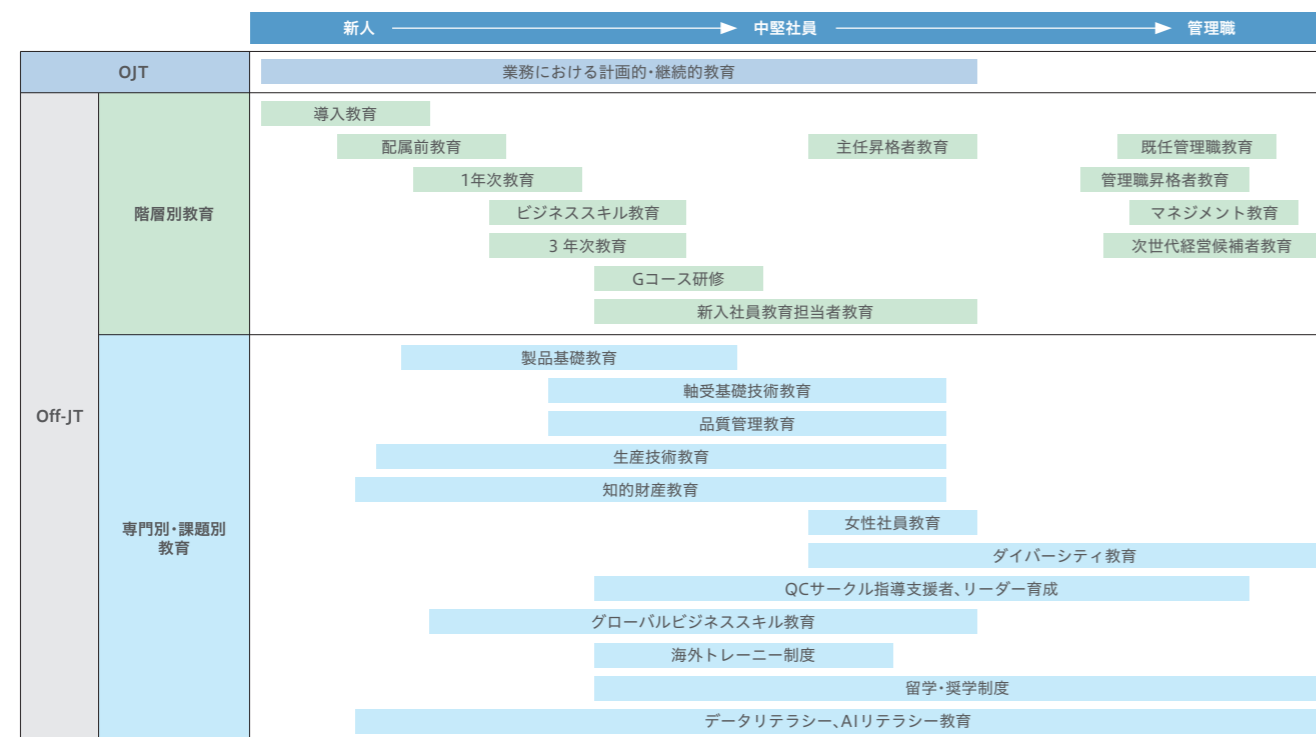 新人 中堅社員 管理職
OJT
業務における計画的・継続的教育
Off-JT
階層別教育
導入教育
配属前教育 主任昇格者教育 既任管理職教育
1年次教育 管理職昇格者教育
ビジネススキル教育 マネジメント教育
3 年次教育 次世代経営候補者教育
Gコース研修
新入社員教育担当者教育
専門別・課題別
教育
製品基礎教育
軸受基礎技術教育
品質管理教育
生産技術教育
知的財産教育
女性社員教育
ダイバーシティ教育
QCサークル指導支援者、リーダー育成
グローバルビジネススキル教育
海外トレーニー制度
留学・奨学制度
データリテラシー、AIリテラシー教育